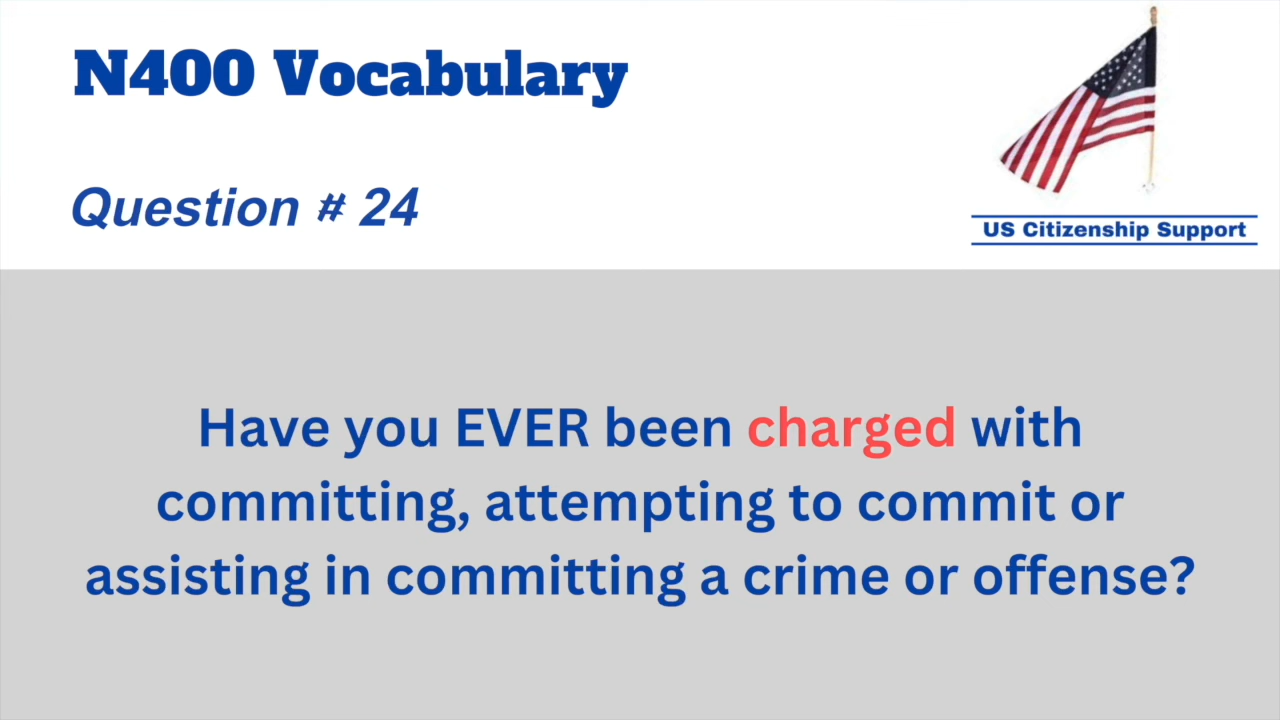 N400 Vocabulary
Question # 24
US Citizenship Support
Have you EVER been charged with
committing, attempting to commit or
assisting in committing a crime or offense?